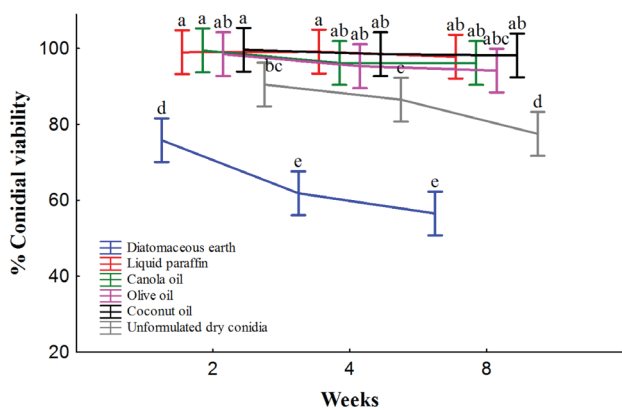 a a ab a a ab ab ab ab ab abc ab
100
bc e
d d
80
e e
60
40
20
% Conidial viability
Diatomaceous earth
Liquid paraffin
Canola oil
Olive oil
Coconut oil
Unformulated dry conidia
2 4 8
Weeks